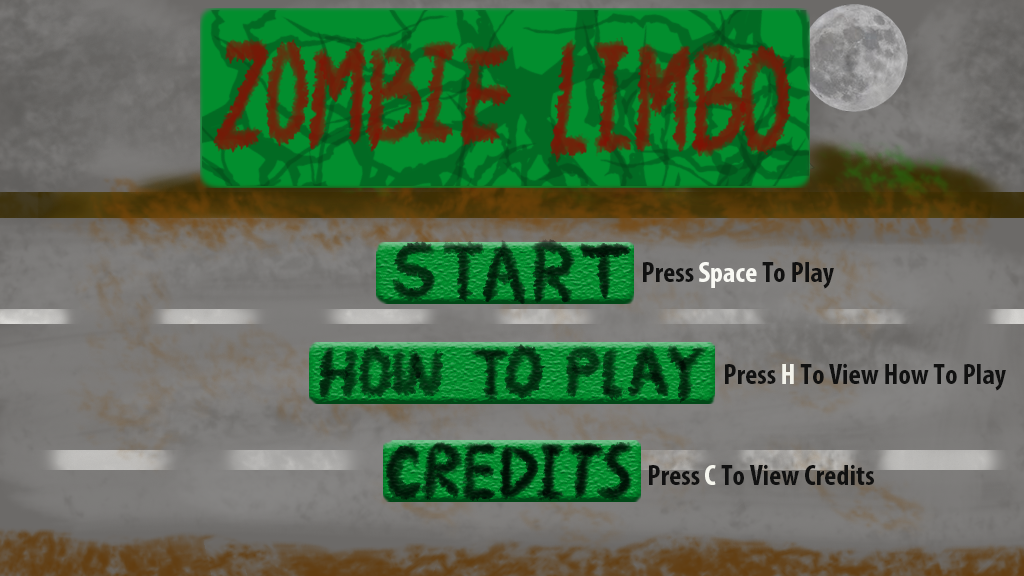 ZOMBIE LIMBO
START
Press Space To Play
HOW TO PLAY
Press H To View How To Play
CREDITS
Press C To View Credits